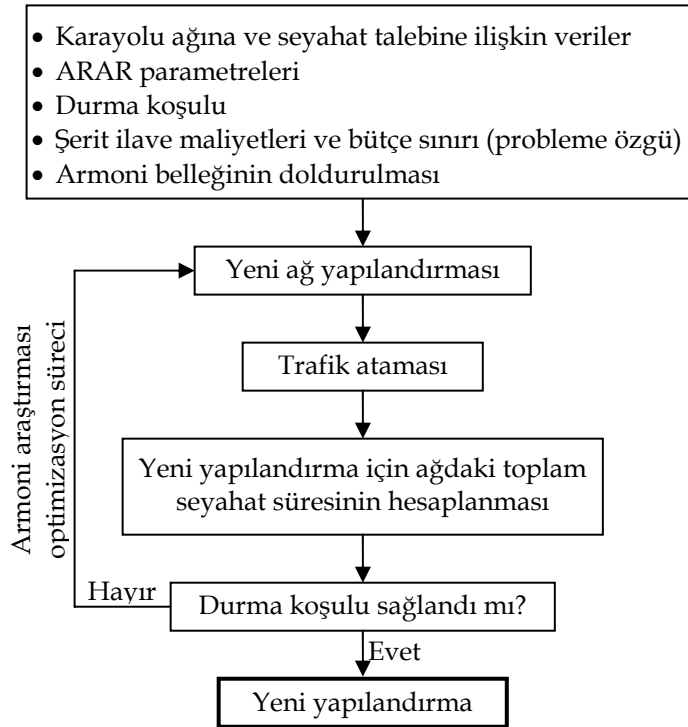 • Karayolu ağına ve seyahat talebine ilişkin veriler
• ARAR parametreleri
• Durma koşulu
• Şerit ilave maliyetleri ve bütçe sınırı (probleme özgü)
• Armoni belleğinin doldurulması
Yeni ağ yapılandırması
Armoni araştırması
optimizasyon süreci
Trafik ataması
Yeni yapılandırma için ağdaki toplam
seyahat süresinin hesaplanması
Hayır
Durma koşulu sağlandı mı?
Evet
Yeni yapılandırma